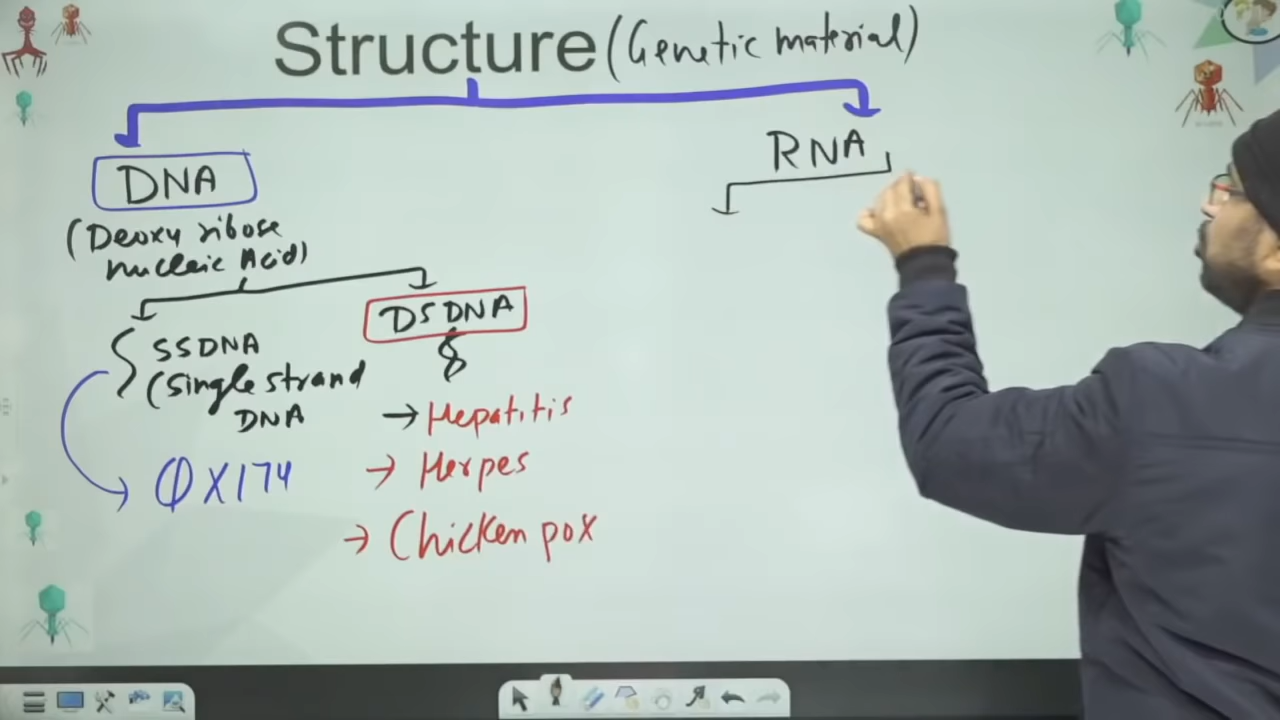 Structure (Genetic material)
DNA
(Deoxy ribose
nucleic Acid)
RNA
SSDNA
(Single strand
DNA
ΦX174
DSDNA
→ Hepatitis
→ Herpes
→ Chicken pox